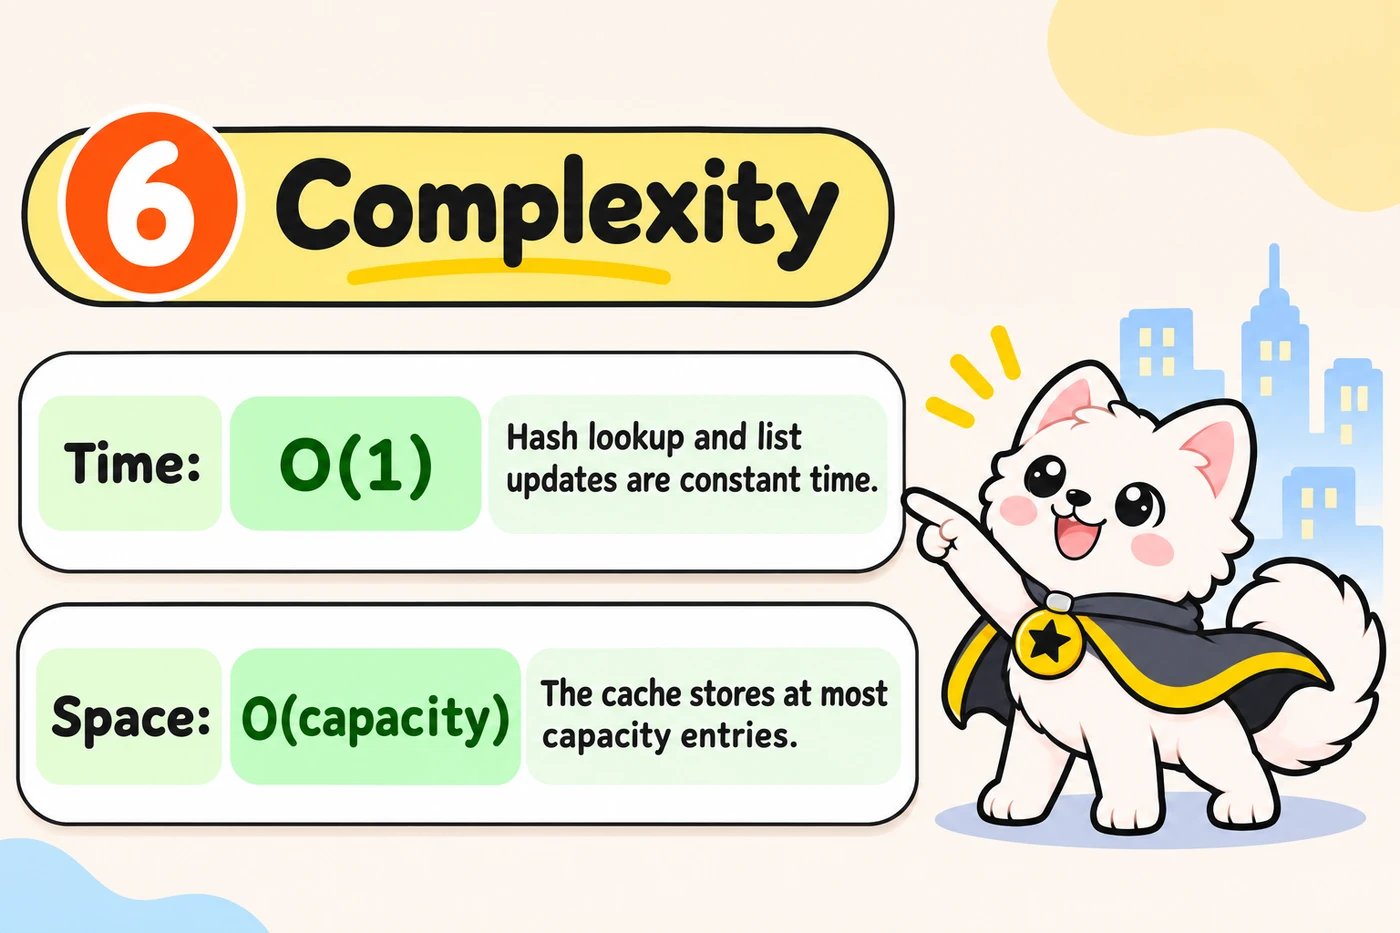 6 Complexity
Time: O(1)
Hash lookup and list
updates are constant time.
Space: O(capacity)
The cache stores at most
capacity entries.